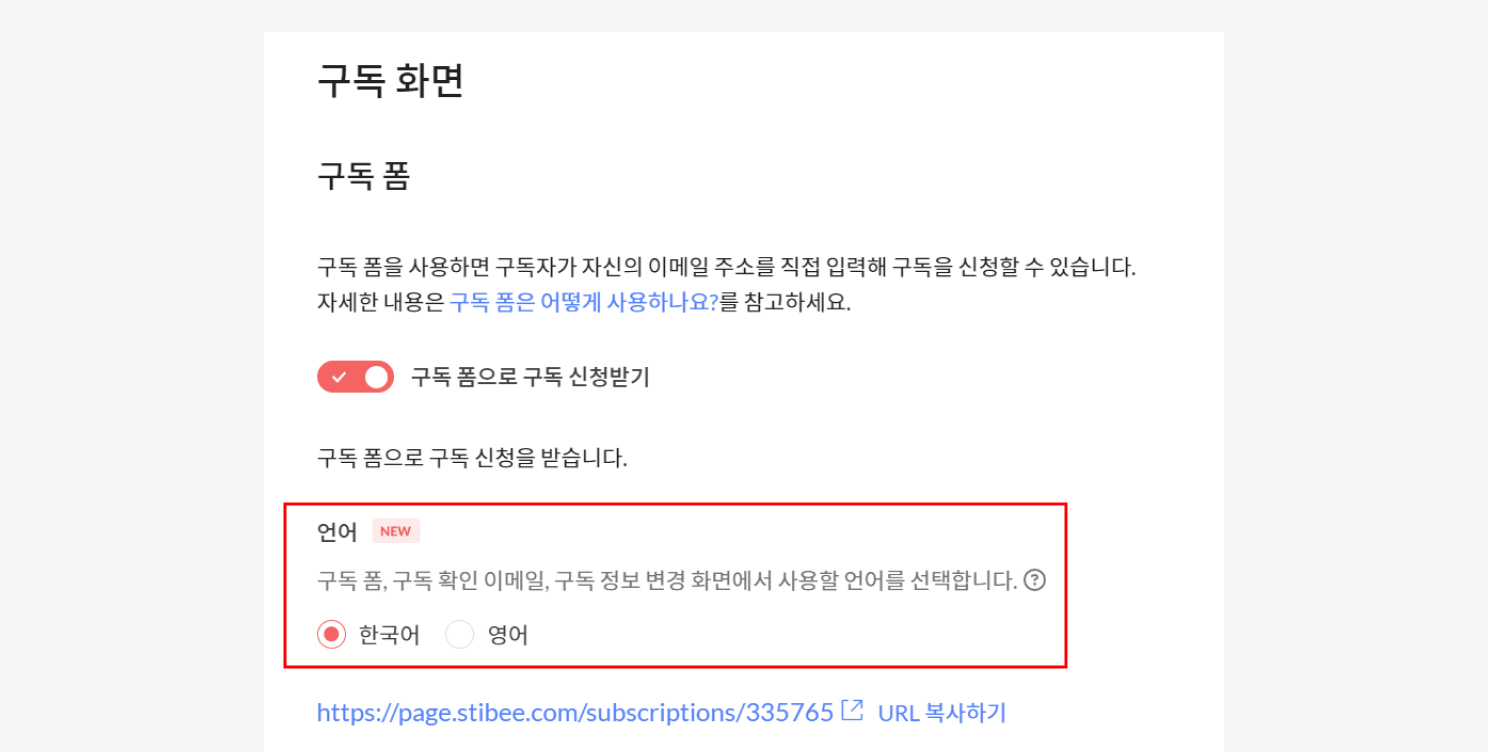 구독 화면
구독 폼
구독 폼을 사용하면 구독자가 자신의 이메일 주소를 직접 입력해 구독을 신청할 수 있습니다.
자세한 내용은 구독 폼은 어떻게 사용하나요?를 참고하세요.
구독 폼으로 구독 신청받기
구독 폼으로 구독 신청을 받습니다.
언어 NEW
구독 폼, 구독 확인 이메일, 구독 정보 변경 화면에서 사용할 언어를 선택합니다. ?
한국어 영어
https://page.stibee.com/subscriptions/335765 URL 복사하기